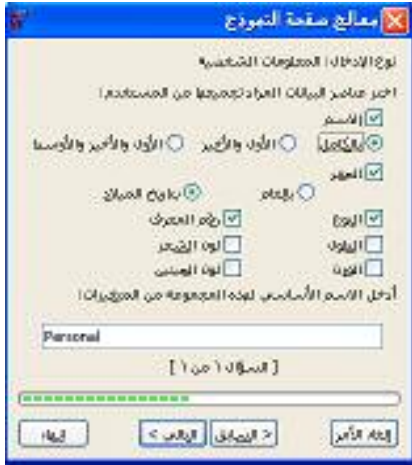 معالج صفحة النموذج
نوع الإدخال: المعلومات الشخصية
اختر عناصر البيانات المراد تجميعها من المستخدم:
الاسم
بالكامل الأول والأخير الأول والأخير والأوسط
العمر
بالعام بتاريخ الميلاد
النوع رقم المعرف
الطول لون الشعر
الوزن لون العينين
أدخل الاسم الأساسي لهذه المجموعة من المتغيرات:
Personal
[ السؤال ١ من ١ ]
إلغاء الأمر < السابق التالي > إنهاء